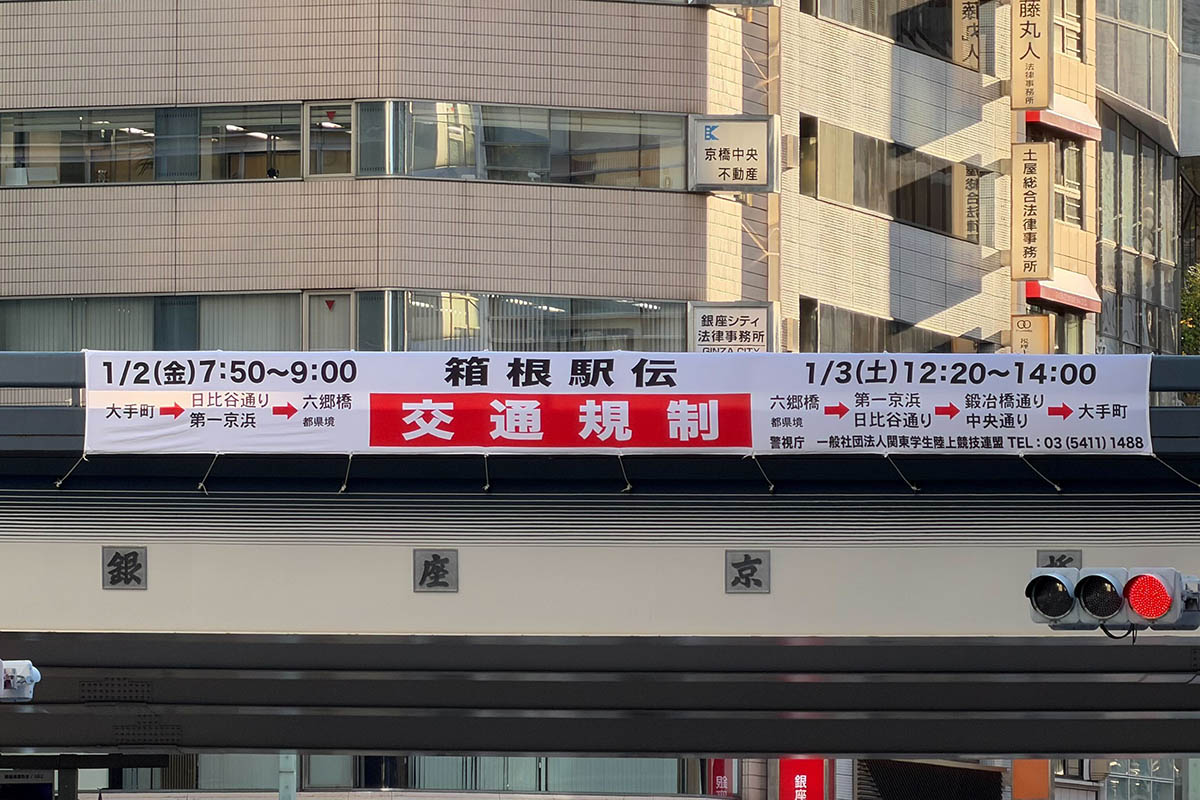 藤丸人
法律事務所
京橋中央
不動産
土屋総合法律事務所
銀座シティ
法律事務所
GINZA CITY
1/2(金)7:50〜9:00
大手町→日比谷通り
第一京浜→六郷橋
都県境
箱根駅伝
交通規制
1/3(土)12:20〜14:00
六郷橋
都県境→第一京浜
日比谷通り→鍛冶橋通り
中央通り→大手町
警視庁 一般社団法人関東学生陸上競技連盟 TEL:03(5411)1488
銀座京
銀座